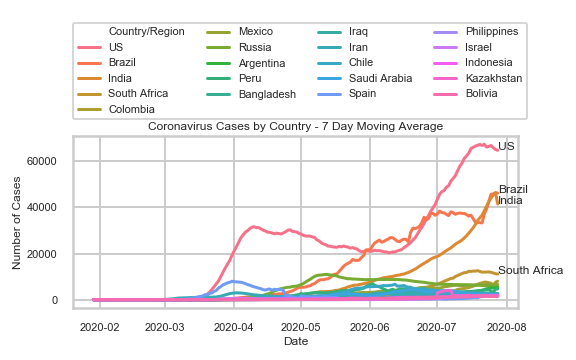 Country/Region Mexico Iraq Philippines
US Russia Iran Israel
Brazil Argentina Chile Indonesia
India Peru Saudi Arabia Kazakhstan
South Africa Bangladesh Spain Bolivia
Colombia
Coronavirus Cases by Country - 7 Day Moving Average
60000
40000
20000
0
Number of Cases
US
Brazil
India
South Africa
2020-02 2020-03 2020-04 2020-05 2020-06 2020-07 2020-08
Date